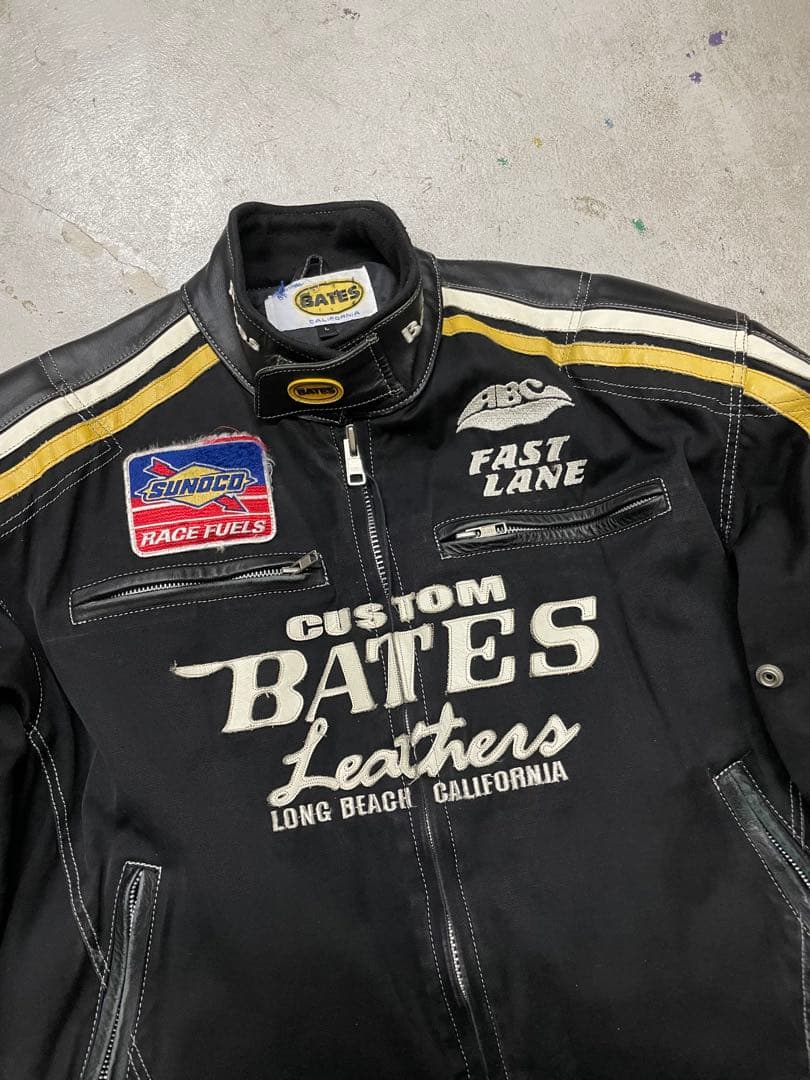 BATES
CALIFORNIA
L
B
BATES
ABC
FAST
LANE
SUNOCO
RACE FUELS
CUSTOM
BATES
Leathers
LONG BEACH CALIFORNIA